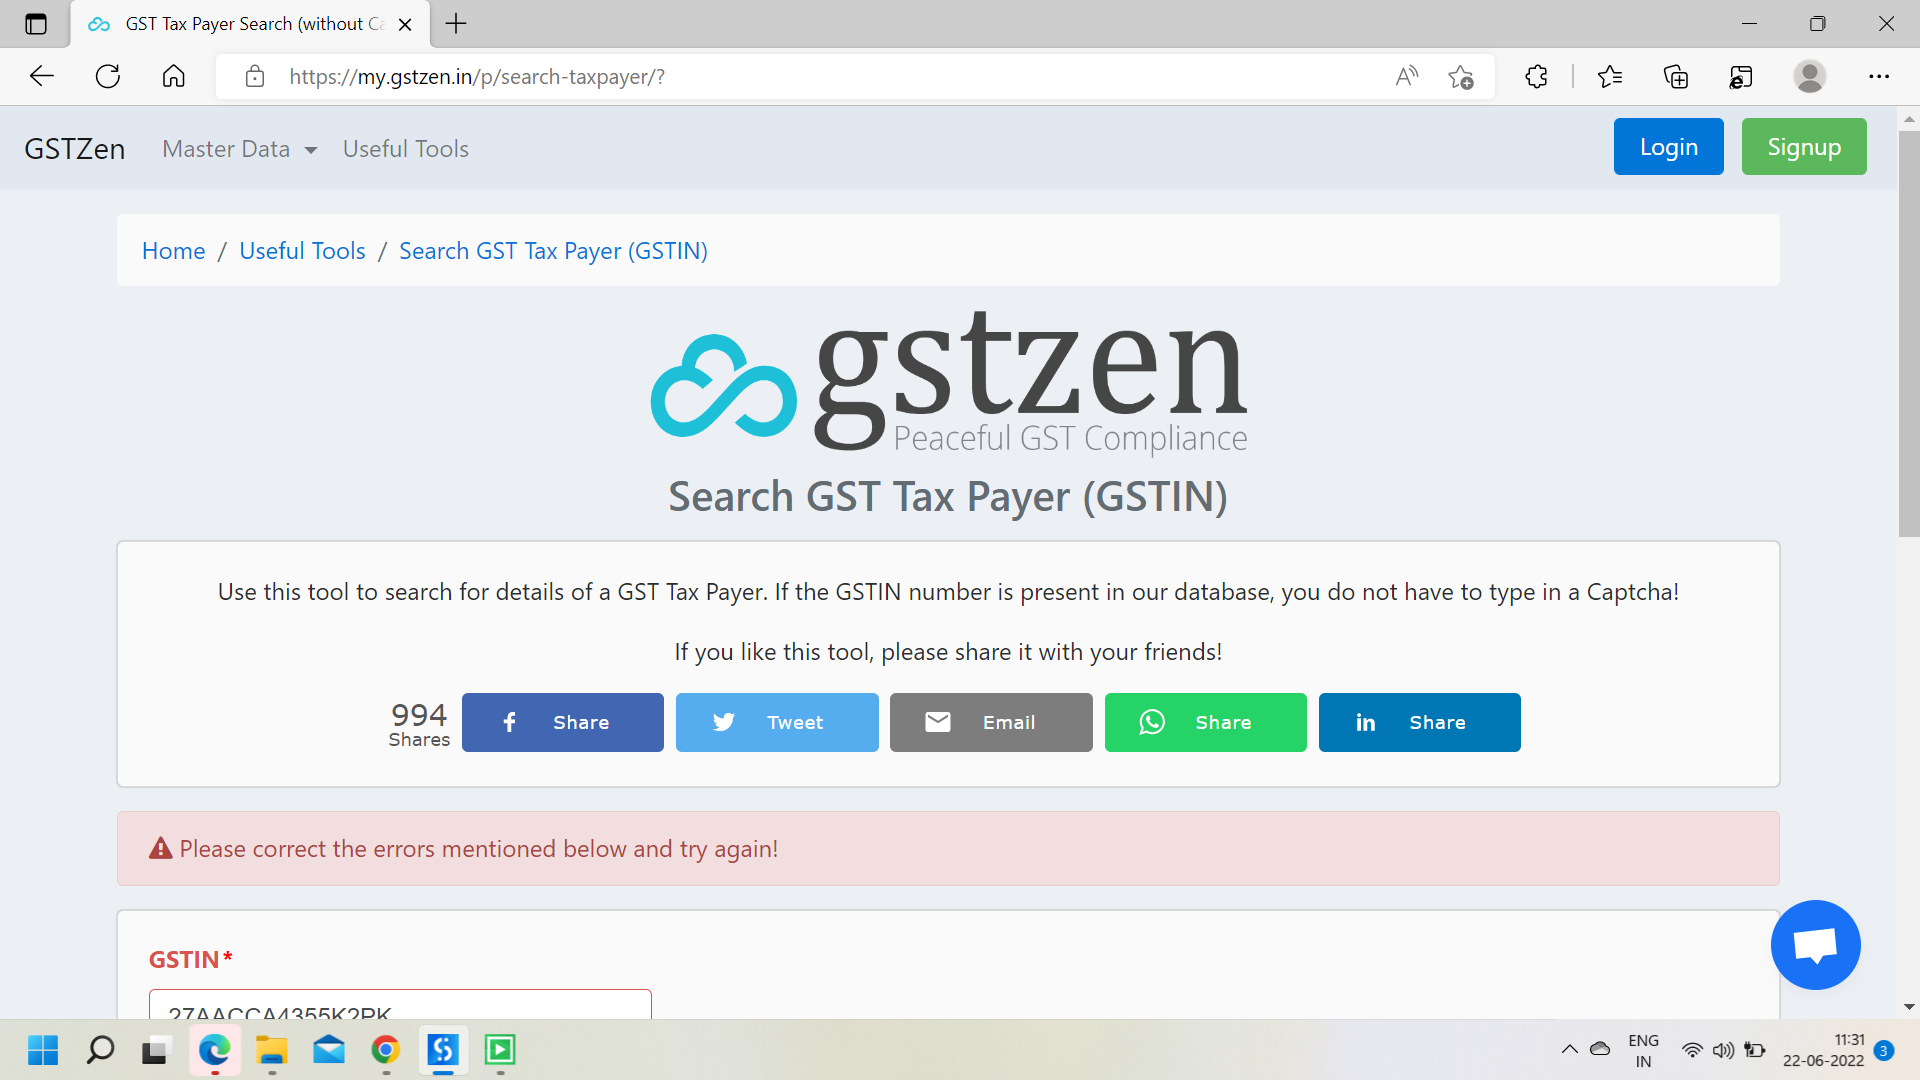 GST Tax Payer Search (without Ca
https://my.gstzen.in/p/search-taxpayer/?
GSTZen Master Data Useful Tools Login Signup
Home / Useful Tools / Search GST Tax Payer (GSTIN)
gstzen
Peaceful GST Compliance
Search GST Tax Payer (GSTIN)
Use this tool to search for details of a GST Tax Payer. If the GSTIN number is present in our database, you do not have to type in a Captcha!
If you like this tool, please share it with your friends!
994
Shares
Share Tweet Email Share Share
Please correct the errors mentioned below and try again!
GSTIN*
27AACCA4355K2PK
ENG
IN
11:31
22-06-2022
3